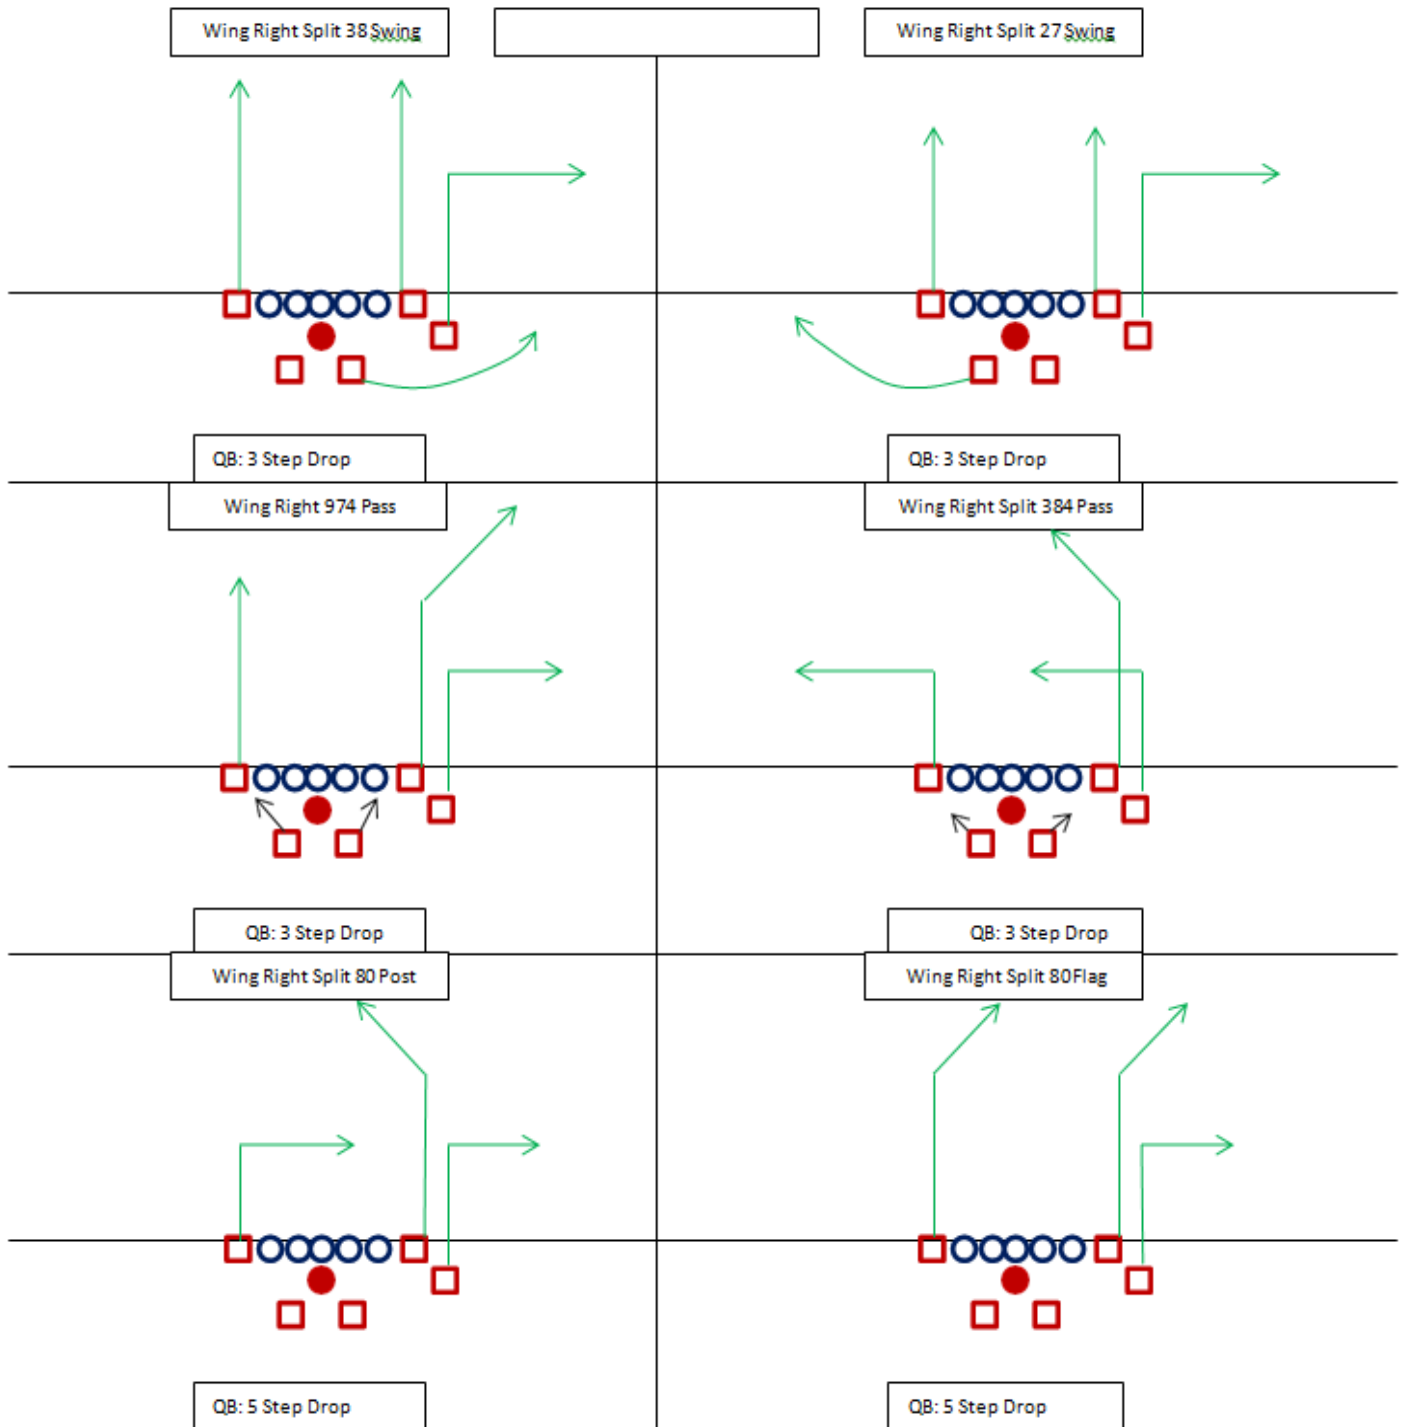 Wing Right Split 38 Swing
Wing Right Split 27 Swing
QB: 3 Step Drop
QB: 3 Step Drop
Wing Right 974 Pass
Wing Right Split 384 Pass
QB: 3 Step Drop
QB: 3 Step Drop
Wing Right Split 80 Post
Wing Right Split 80 Flag
QB: 5 Step Drop
QB: 5 Step Drop